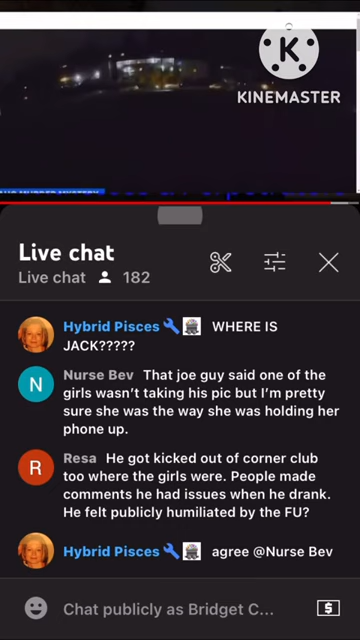 K
KINEMASTER
Live chat
Live chat 182
Hybrid Pisces WHERE IS
JACK?????
N
Nurse Bev That joe guy said one of the
girls wasn't taking his pic but I'm pretty
sure she was the way she was holding her
phone up.
R
Resa He got kicked out of corner club
too where the girls were. People made
comments he had issues when he drank.
He felt publicly humiliated by the FU?
Hybrid Pisces agree @Nurse Bev
Chat publicly as Bridget C...
$